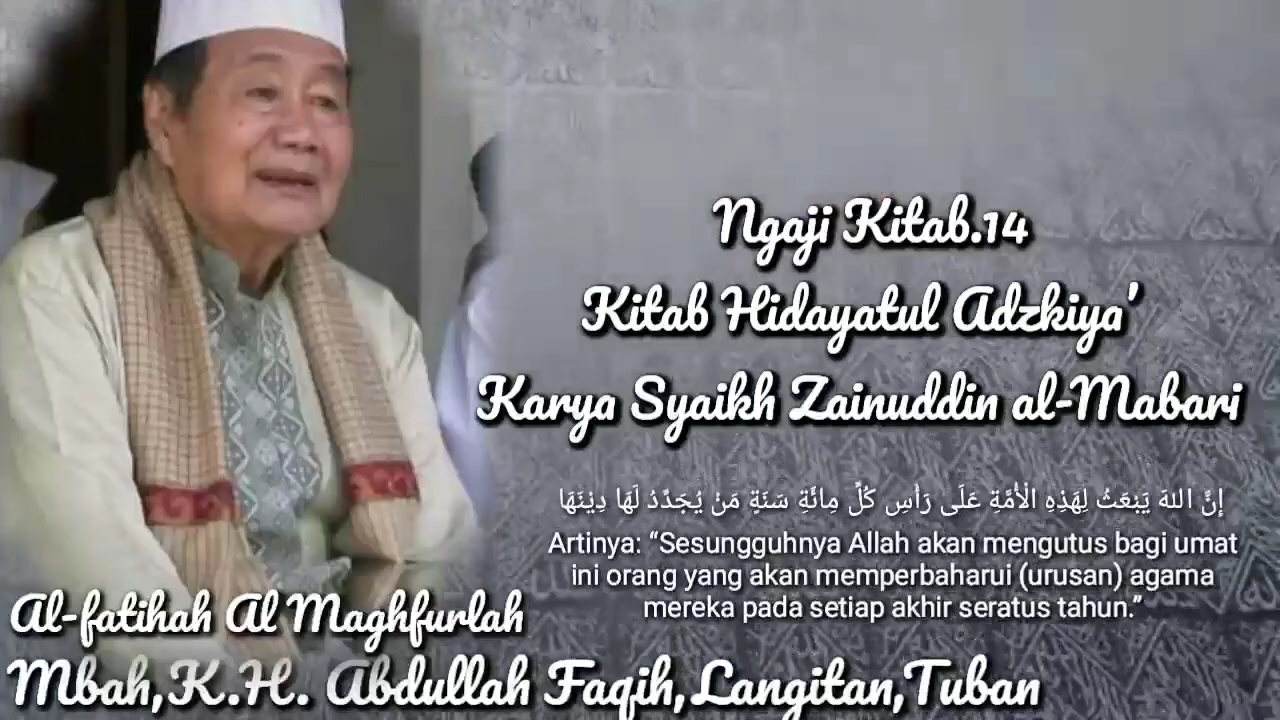 Ngaji Kitab.14
Kitab Hidayatul Adzkiya'
Karya Syaikh Zainuddin al-Mabari
إِنَّ اللهَ يَبْعَثُ لِهَذِهِ الْأُمَّةِ عَلَى رَأْسِ كُلِّ مِائَةِ سَنَةٍ مَنْ يُجَدِّدُ لَهَا دِيْنَهَا
Artinya: “Sesungguhnya Allah akan mengutus bagi umat
ini orang yang akan memperbaharui (urusan) agama
mereka pada setiap akhir seratus tahun.”
Al-fatihah Al Maghfurlah
Mbah,K.H. Abdullah Faqih,Langitan,Tuban